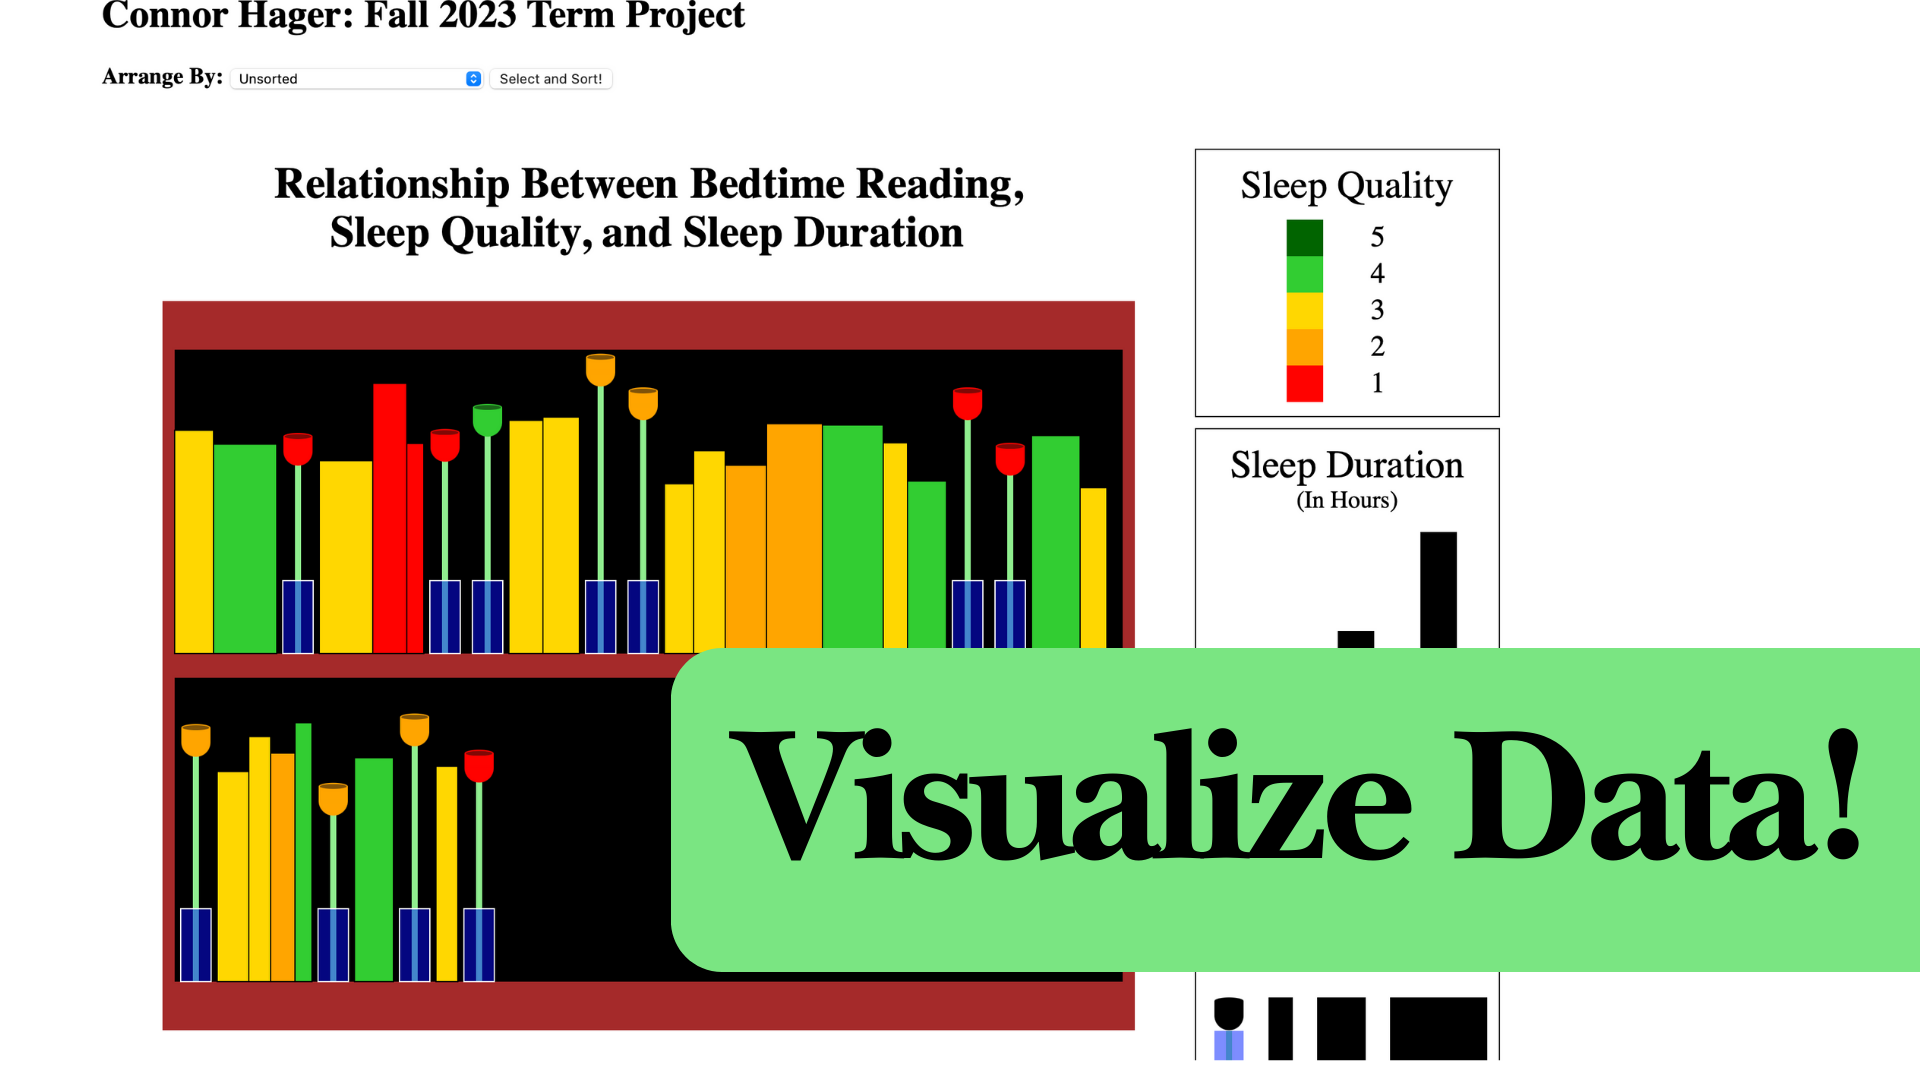 Connor Hager: Fall 2023 Term Project
Arrange By: Unsorted Select and Sort!
Relationship Between Bedtime Reading,
Sleep Quality, and Sleep Duration
Sleep Quality
5
4
3
2
1
Sleep Duration
(In Hours)
Visualize Data!